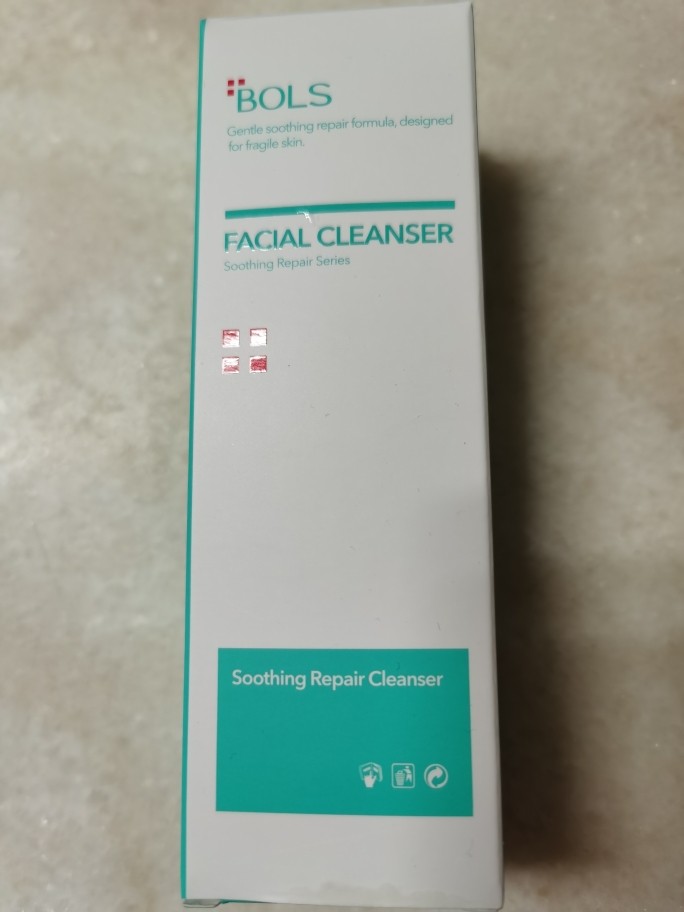 BOLS
Gentle soothing repair formula, designed
for fragile skin.
FACIAL CLEANSER
Soothing Repair Series
Soothing Repair Cleanser